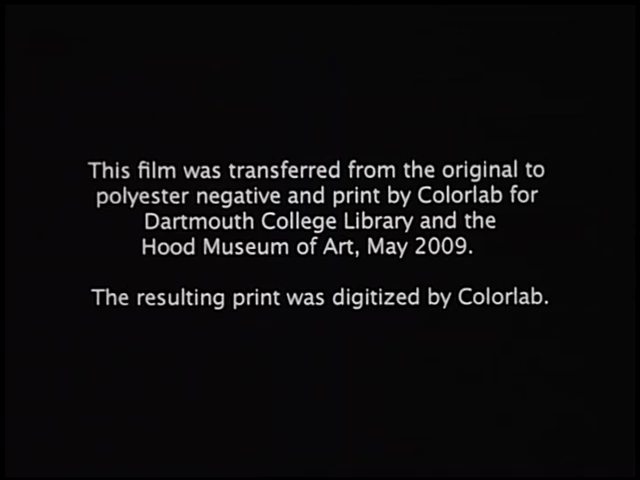 This film was transferred from the original to
polyester negative and print by Colorlab for
Dartmouth College Library and the
Hood Museum of Art, May 2009.
The resulting print was digitized by Colorlab.